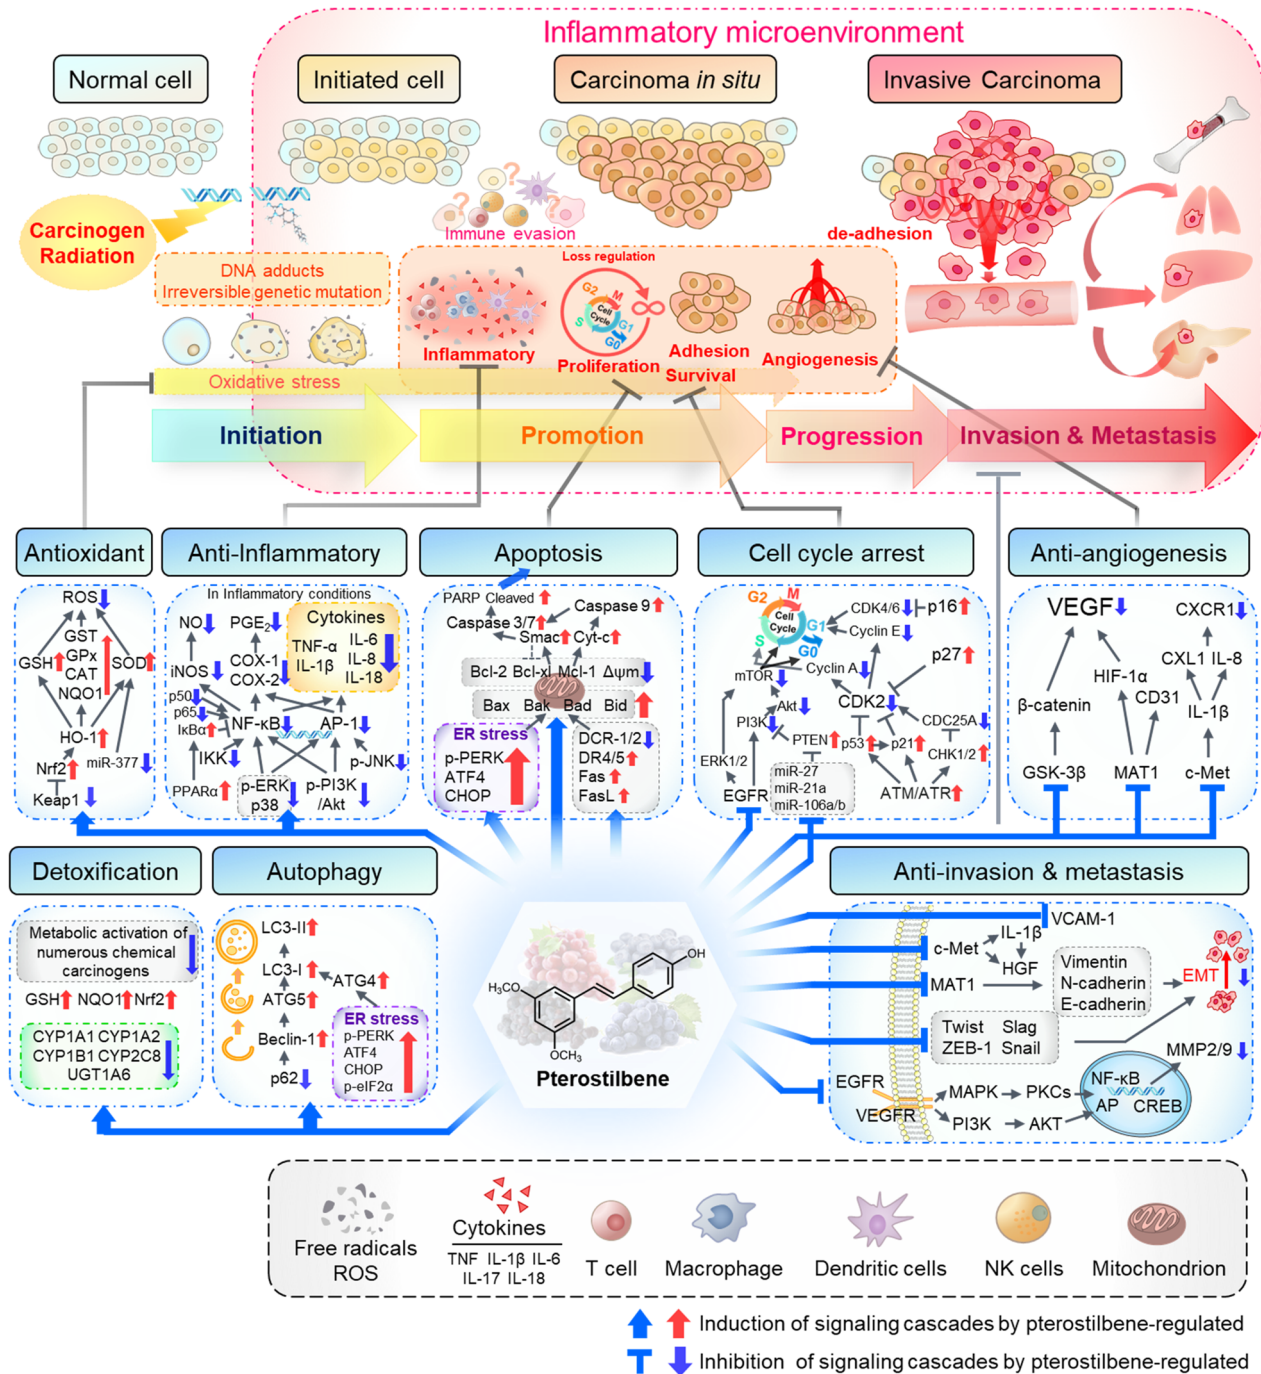 Inflammatory microenvironment
Normal cell
Initiated cell
Carcinoma in situ
Invasive Carcinoma
Carcinogen
Radiation
? ? ?
Immune evasion
de-adhesion
DNA adducts
Irreversible genetic mutation
Inflammatory
Loss regulation
G2 M
Cell
Cycle
S G1
G0
Proliferation
Adhesion
Survival
Angiogenesis
Oxidative stress
Initiation
Promotion
Progression
Invasion & Metastasis
Antioxidant
ROS
GST
GSH GPx SOD
CAT
NQO1
HO-1
Nrf2 miR-377
Keap1
Anti-Inflammatory
In Inflammatory conditions
NO PGE2
Cytokines
TNF-α IL-6
IL-1β IL-8
IL-18
iNOS COX-1
COX-2
p50
p65
IκBα NF-κB AP-1
IKK p-JNK
PPARα p-ERK p-PI3K
p38 /Akt
Apoptosis
PARP Cleaved
Caspase 9
Caspase 3/7
Smac Cyt-c
Bcl-2 Bcl-xl Mcl-1 Δψm
Bax Bak Bad Bid
ER stress
p-PERK
ATF4
CHOP
DCR-1/2
DR4/5
Fas
FasL
Cell cycle arrest
G2 M
Cell
Cycle
S G1
G0
CDK4/6 p16
Cyclin E
p27
mTOR Cyclin A
Akt CDK2
PI3K CDC25A
PTEN p53 p21
ERK1/2 CHK1/2
miR-27
miR-21a
miR-106a/b
EGFR ATM/ATR
Anti-angiogenesis
VEGF CXCR1
CXL1 IL-8
HIF-1α
CD31
β-catenin IL-1β
GSK-3β MAT1 c-Met
Detoxification
Metabolic activation of
numerous chemical
carcinogens
GSH NQO1 Nrf2
CYP1A1 CYP1A2
CYP1B1 CYP2C8
UGT1A6
Autophagy
LC3-II
LC3-I ATG4
ATG5
Beclin-1
p62
ER stress
p-PERK
ATF4
CHOP
p-eIF2α
OH
H3CO
OCH3
Pterostilbene
Anti-invasion & metastasis
VCAM-1
IL-1β
c-Met
HGF
MAT1
Vimentin
N-cadherin
E-cadherin
EMT
Twist Slag
ZEB-1 Snail
MMP2/9
EGFR
VEGFR
MAPK PKCs
PI3K AKT
NF-κB
AP CREB
Free radicals
ROS
Cytokines
TNF IL-1β IL-6
IL-17 IL-18
T cell
Macrophage
Dendritic cells
NK cells
Mitochondrion
Induction of signaling cascades by pterostilbene-regulated
Inhibition of signaling cascades by pterostilbene-regulated